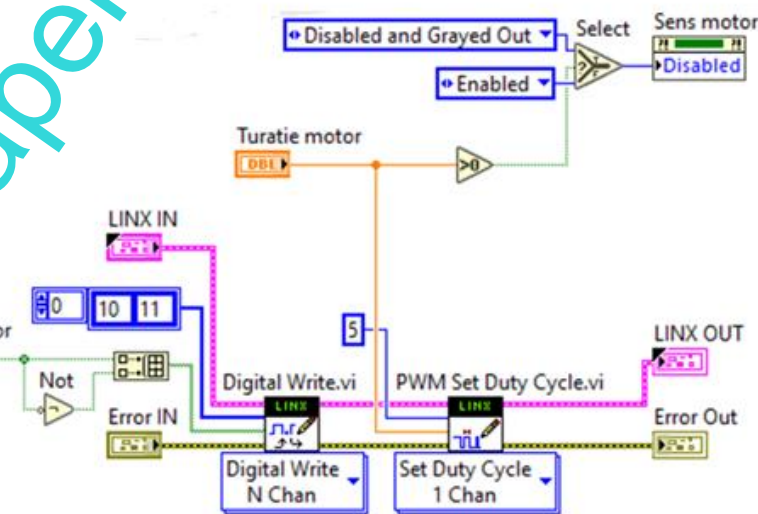 Disabled and Grayed Out
Select
Sens motor
Disabled
Enabled
Turatie motor
DBL
>0
LINX IN
0
10
11
5
LINX OUT
Not
Digital Write.vi
PWM Set Duty Cycle.vi
LINX
LINX
Error IN
Error Out
Digital Write
N Chan
Set Duty Cycle
1 Chan